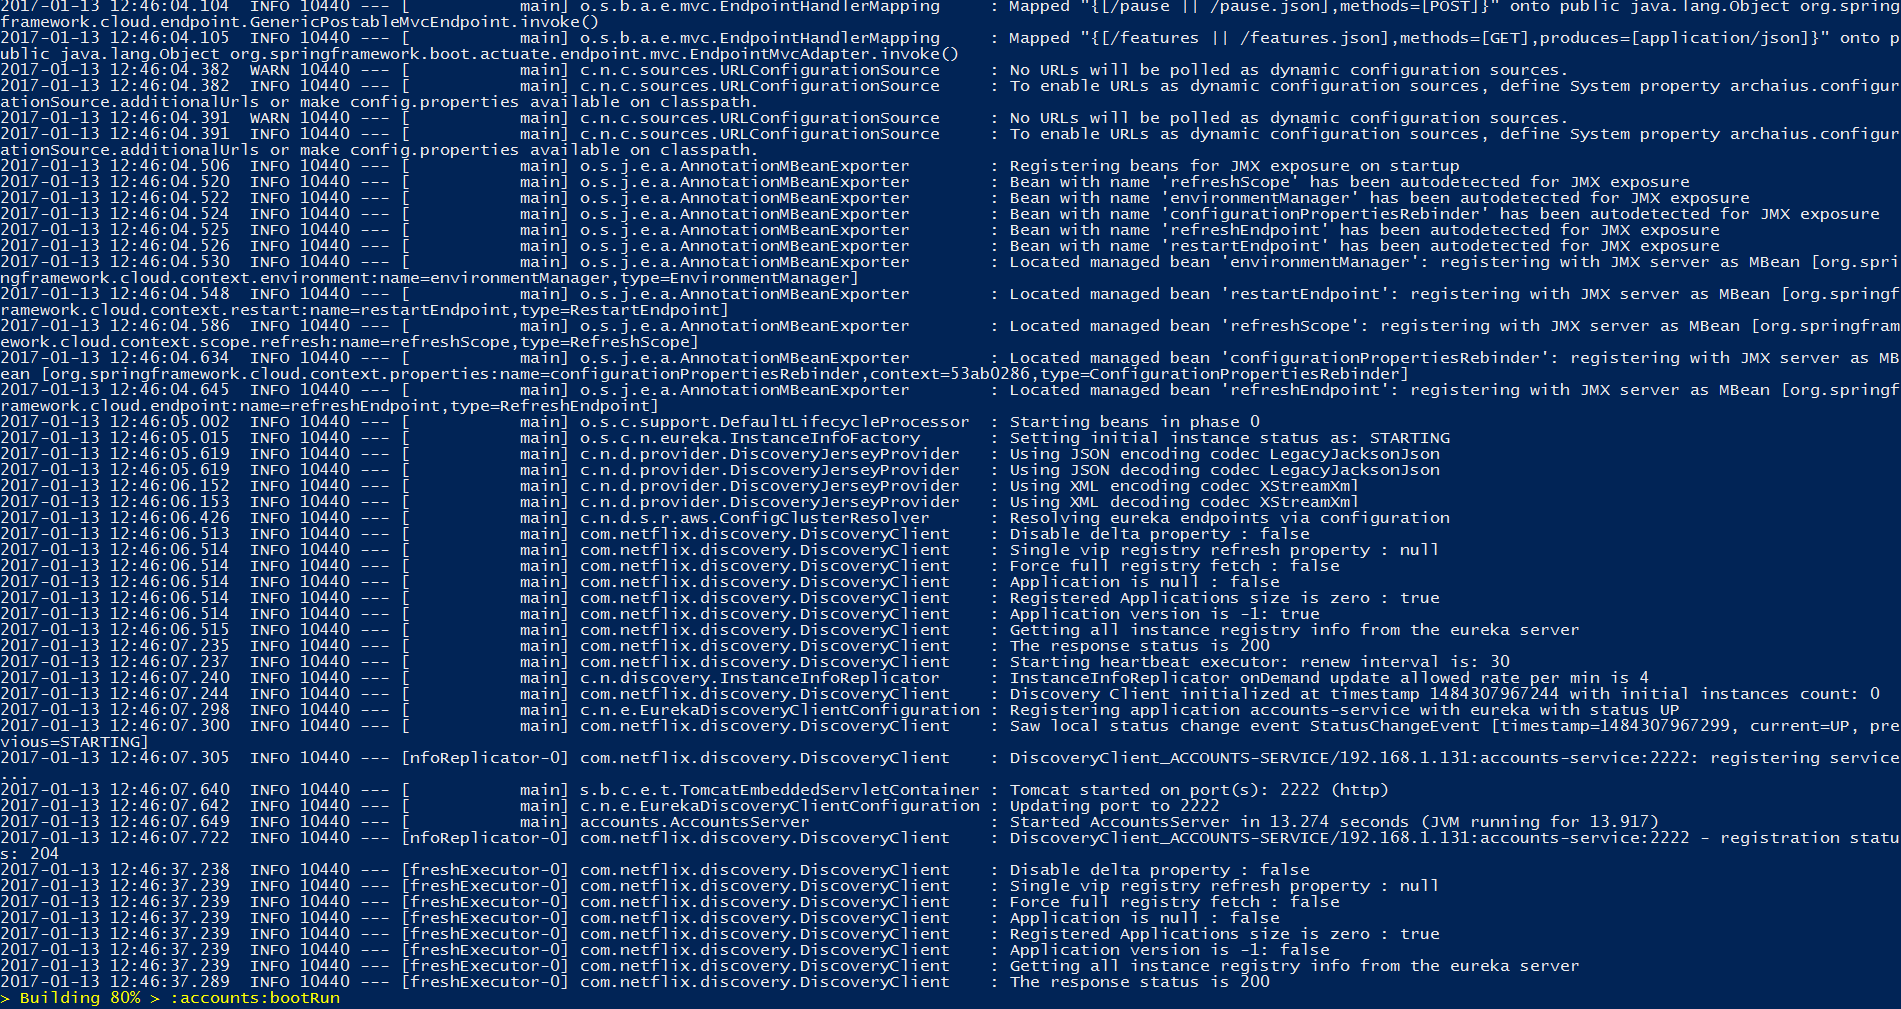 2017-01-13 12:46:04.104  INFO 10440 --- [           main] o.s.b.a.e.mvc.EndpointHandlerMapping     : Mapped "{[/pause || /pause.json],methods=[POST]}" onto public java.lang.Object org.spring
framework.cloud.endpoint.GenericPostableMvcEndpoint.invoke()
2017-01-13 12:46:04.105  INFO 10440 --- [           main] o.s.b.a.e.mvc.EndpointHandlerMapping     : Mapped "{[/features || /features.json],methods=[GET],produces=[application/json]}" onto p
ublic java.lang.Object org.springframework.boot.actuate.endpoint.mvc.EndpointMvcAdapter.invoke()
2017-01-13 12:46:04.382  WARN 10440 --- [           main] c.n.c.sources.URLConfigurationSource     : No URLs will be polled as dynamic configuration sources.
2017-01-13 12:46:04.382  INFO 10440 --- [           main] c.n.c.sources.URLConfigurationSource     : To enable URLs as dynamic configuration sources, define System property archaius.configur
ationSource.additionalUrls or make config.properties available on classpath.
2017-01-13 12:46:04.391  WARN 10440 --- [           main] c.n.c.sources.URLConfigurationSource     : No URLs will be polled as dynamic configuration sources.
2017-01-13 12:46:04.391  INFO 10440 --- [           main] c.n.c.sources.URLConfigurationSource     : To enable URLs as dynamic configuration sources, define System property archaius.configur
ationSource.additionalUrls or make config.properties available on classpath.
2017-01-13 12:46:04.506  INFO 10440 --- [           main] o.s.j.e.a.AnnotationMBeanExporter        : Registering beans for JMX exposure on startup
2017-01-13 12:46:04.520  INFO 10440 --- [           main] o.s.j.e.a.AnnotationMBeanExporter        : Bean with name 'refreshScope' has been autodetected for JMX exposure
2017-01-13 12:46:04.522  INFO 10440 --- [           main] o.s.j.e.a.AnnotationMBeanExporter        : Bean with name 'environmentManager' has been autodetected for JMX exposure
2017-01-13 12:46:04.524  INFO 10440 --- [           main] o.s.j.e.a.AnnotationMBeanExporter        : Bean with name 'configurationPropertiesRebinder' has been autodetected for JMX exposure
2017-01-13 12:46:04.525  INFO 10440 --- [           main] o.s.j.e.a.AnnotationMBeanExporter        : Bean with name 'refreshEndpoint' has been autodetected for JMX exposure
2017-01-13 12:46:04.526  INFO 10440 --- [           main] o.s.j.e.a.AnnotationMBeanExporter        : Bean with name 'restartEndpoint' has been autodetected for JMX exposure
2017-01-13 12:46:04.530  INFO 10440 --- [           main] o.s.j.e.a.AnnotationMBeanExporter        : Located managed bean 'environmentManager': registering with JMX server as MBean [org.spri
ngframework.cloud.context.environment:name=environmentManager,type=EnvironmentManager]
2017-01-13 12:46:04.548  INFO 10440 --- [           main] o.s.j.e.a.AnnotationMBeanExporter        : Located managed bean 'restartEndpoint': registering with JMX server as MBean [org.springf
ramework.cloud.context.restart:name=restartEndpoint,type=RestartEndpoint]
2017-01-13 12:46:04.586  INFO 10440 --- [           main] o.s.j.e.a.AnnotationMBeanExporter        : Located managed bean 'refreshScope': registering with JMX server as MBean [org.springfram
ework.cloud.context.scope.refresh:name=refreshScope,type=RefreshScope]
2017-01-13 12:46:04.634  INFO 10440 --- [           main] o.s.j.e.a.AnnotationMBeanExporter        : Located managed bean 'configurationPropertiesRebinder': registering with JMX server as MB
ean [org.springframework.cloud.context.properties:name=configurationPropertiesRebinder,context=53ab0286,type=ConfigurationPropertiesRebinder]
2017-01-13 12:46:04.645  INFO 10440 --- [           main] o.s.j.e.a.AnnotationMBeanExporter        : Located managed bean 'refreshEndpoint': registering with JMX server as MBean [org.springf
ramework.cloud.endpoint:name=refreshEndpoint,type=RefreshEndpoint]
2017-01-13 12:46:05.002  INFO 10440 --- [           main] o.s.c.support.DefaultLifecycleProcessor  : Starting beans in phase 0
2017-01-13 12:46:05.015  INFO 10440 --- [           main] o.s.c.n.eureka.InstanceInfoFactory       : Setting initial instance status as: STARTING
2017-01-13 12:46:05.619  INFO 10440 --- [           main] c.n.d.provider.DiscoveryJerseyProvider   : Using JSON encoding codec LegacyJacksonJson
2017-01-13 12:46:05.619  INFO 10440 --- [           main] c.n.d.provider.DiscoveryJerseyProvider   : Using JSON decoding codec LegacyJacksonJson
2017-01-13 12:46:06.152  INFO 10440 --- [           main] c.n.d.provider.DiscoveryJerseyProvider   : Using XML encoding codec XStreamXml
2017-01-13 12:46:06.153  INFO 10440 --- [           main] c.n.d.provider.DiscoveryJerseyProvider   : Using XML decoding codec XStreamXml
2017-01-13 12:46:06.426  INFO 10440 --- [           main] c.n.d.s.r.aws.ConfigClusterResolver      : Resolving eureka endpoints via configuration
2017-01-13 12:46:06.513  INFO 10440 --- [           main] com.netflix.discovery.DiscoveryClient    : Disable delta property : false
2017-01-13 12:46:06.514  INFO 10440 --- [           main] com.netflix.discovery.DiscoveryClient    : Single vip registry refresh property : null
2017-01-13 12:46:06.514  INFO 10440 --- [           main] com.netflix.discovery.DiscoveryClient    : Force full registry fetch : false
2017-01-13 12:46:06.514  INFO 10440 --- [           main] com.netflix.discovery.DiscoveryClient    : Application is null : false
2017-01-13 12:46:06.514  INFO 10440 --- [           main] com.netflix.discovery.DiscoveryClient    : Registered Applications size is zero : true
2017-01-13 12:46:06.514  INFO 10440 --- [           main] com.netflix.discovery.DiscoveryClient    : Application version is -1: true
2017-01-13 12:46:06.515  INFO 10440 --- [           main] com.netflix.discovery.DiscoveryClient    : Getting all instance registry info from the eureka server
2017-01-13 12:46:07.235  INFO 10440 --- [           main] com.netflix.discovery.DiscoveryClient    : The response status is 200
2017-01-13 12:46:07.237  INFO 10440 --- [           main] com.netflix.discovery.DiscoveryClient    : Starting heartbeat executor: renew interval is: 30
2017-01-13 12:46:07.240  INFO 10440 --- [           main] c.n.discovery.InstanceInfoReplicator     : InstanceInfoReplicator onDemand update allowed rate per min is 4
2017-01-13 12:46:07.244  INFO 10440 --- [           main] com.netflix.discovery.DiscoveryClient    : Discovery Client initialized at timestamp 1484307967244 with initial instances count: 0
2017-01-13 12:46:07.298  INFO 10440 --- [           main] c.n.e.EurekaDiscoveryClientConfiguration : Registering application accounts-service with eureka with status UP
2017-01-13 12:46:07.300  INFO 10440 --- [           main] com.netflix.discovery.DiscoveryClient    : Saw local status change event StatusChangeEvent [timestamp=1484307967299, current=UP, pre
vious=STARTING]
2017-01-13 12:46:07.305  INFO 10440 --- [nfoReplicator-0] com.netflix.discovery.DiscoveryClient    : DiscoveryClient_ACCOUNTS-SERVICE/192.168.1.131:accounts-service:2222: registering service
...
2017-01-13 12:46:07.640  INFO 10440 --- [           main] s.b.c.e.t.TomcatEmbeddedServletContainer : Tomcat started on port(s): 2222 (http)
2017-01-13 12:46:07.642  INFO 10440 --- [           main] c.n.e.EurekaDiscoveryClientConfiguration : Updating port to 2222
2017-01-13 12:46:07.649  INFO 10440 --- [           main] accounts.AccountsServer                  : Started AccountsServer in 13.274 seconds (JVM running for 13.917)
2017-01-13 12:46:07.722  INFO 10440 --- [nfoReplicator-0] com.netflix.discovery.DiscoveryClient    : DiscoveryClient_ACCOUNTS-SERVICE/192.168.1.131:accounts-service:2222 - registration statu
s: 204
2017-01-13 12:46:37.238  INFO 10440 --- [freshExecutor-0] com.netflix.discovery.DiscoveryClient    : Disable delta property : false
2017-01-13 12:46:37.239  INFO 10440 --- [freshExecutor-0] com.netflix.discovery.DiscoveryClient    : Single vip registry refresh property : null
2017-01-13 12:46:37.239  INFO 10440 --- [freshExecutor-0] com.netflix.discovery.DiscoveryClient    : Force full registry fetch : false
2017-01-13 12:46:37.239  INFO 10440 --- [freshExecutor-0] com.netflix.discovery.DiscoveryClient    : Application is null : false
2017-01-13 12:46:37.239  INFO 10440 --- [freshExecutor-0] com.netflix.discovery.DiscoveryClient    : Registered Applications size is zero : true
2017-01-13 12:46:37.239  INFO 10440 --- [freshExecutor-0] com.netflix.discovery.DiscoveryClient    : Application version is -1: false
2017-01-13 12:46:37.239  INFO 10440 --- [freshExecutor-0] com.netflix.discovery.DiscoveryClient    : Getting all instance registry info from the eureka server
2017-01-13 12:46:37.289  INFO 10440 --- [freshExecutor-0] com.netflix.discovery.DiscoveryClient    : The response status is 200
> Building 80% > :accounts:bootRun